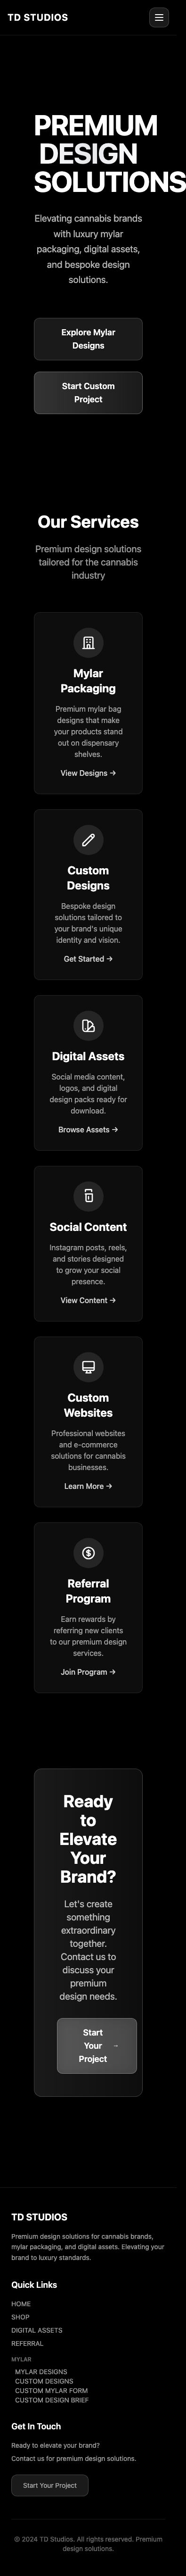 TD STUDIOS
PREMIUM
DESIGN
SOLUTIONS
Elevating cannabis brands
with luxury mylar
packaging, digital assets,
and bespoke design
solutions.
Explore Mylar
Designs
Start Custom
Project
Our Services
Premium design solutions
tailored for the cannabis
industry
Mylar
Packaging
Premium mylar bag
designs that make
your products stand
out on dispensary
shelves.
View Designs →
Custom
Designs
Bespoke design
solutions tailored to
your brand's unique
identity and vision.
Get Started →
Digital Assets
Social media content,
logos, and digital
design packs ready for
download.
Browse Assets →
Social Content
Instagram posts, reels,
and stories designed
to grow your social
presence.
View Content →
Custom
Websites
Professional websites
and e-commerce
solutions for cannabis
businesses.
Learn More →
Referral
Program
Earn rewards by
referring new clients
to our premium design
services.
Join Program →
Ready
to
Elevate
Your
Brand?
Let's create
something
extraordinary
together.
Contact us to
discuss your
premium
design needs.
Start
Your →
Project
TD STUDIOS
Premium design solutions for cannabis brands,
mylar packaging, and digital assets. Elevating your
brand to luxury standards.
Quick Links
HOME
SHOP
DIGITAL ASSETS
REFERRAL
MYLAR
MYLAR DESIGNS
CUSTOM DESIGNS
CUSTOM MYLAR FORM
CUSTOM DESIGN BRIEF
Get In Touch
Ready to elevate your brand?
Contact us for premium design solutions.
Start Your Project
© 2024 TD Studios. All rights reserved. Premium
design solutions.